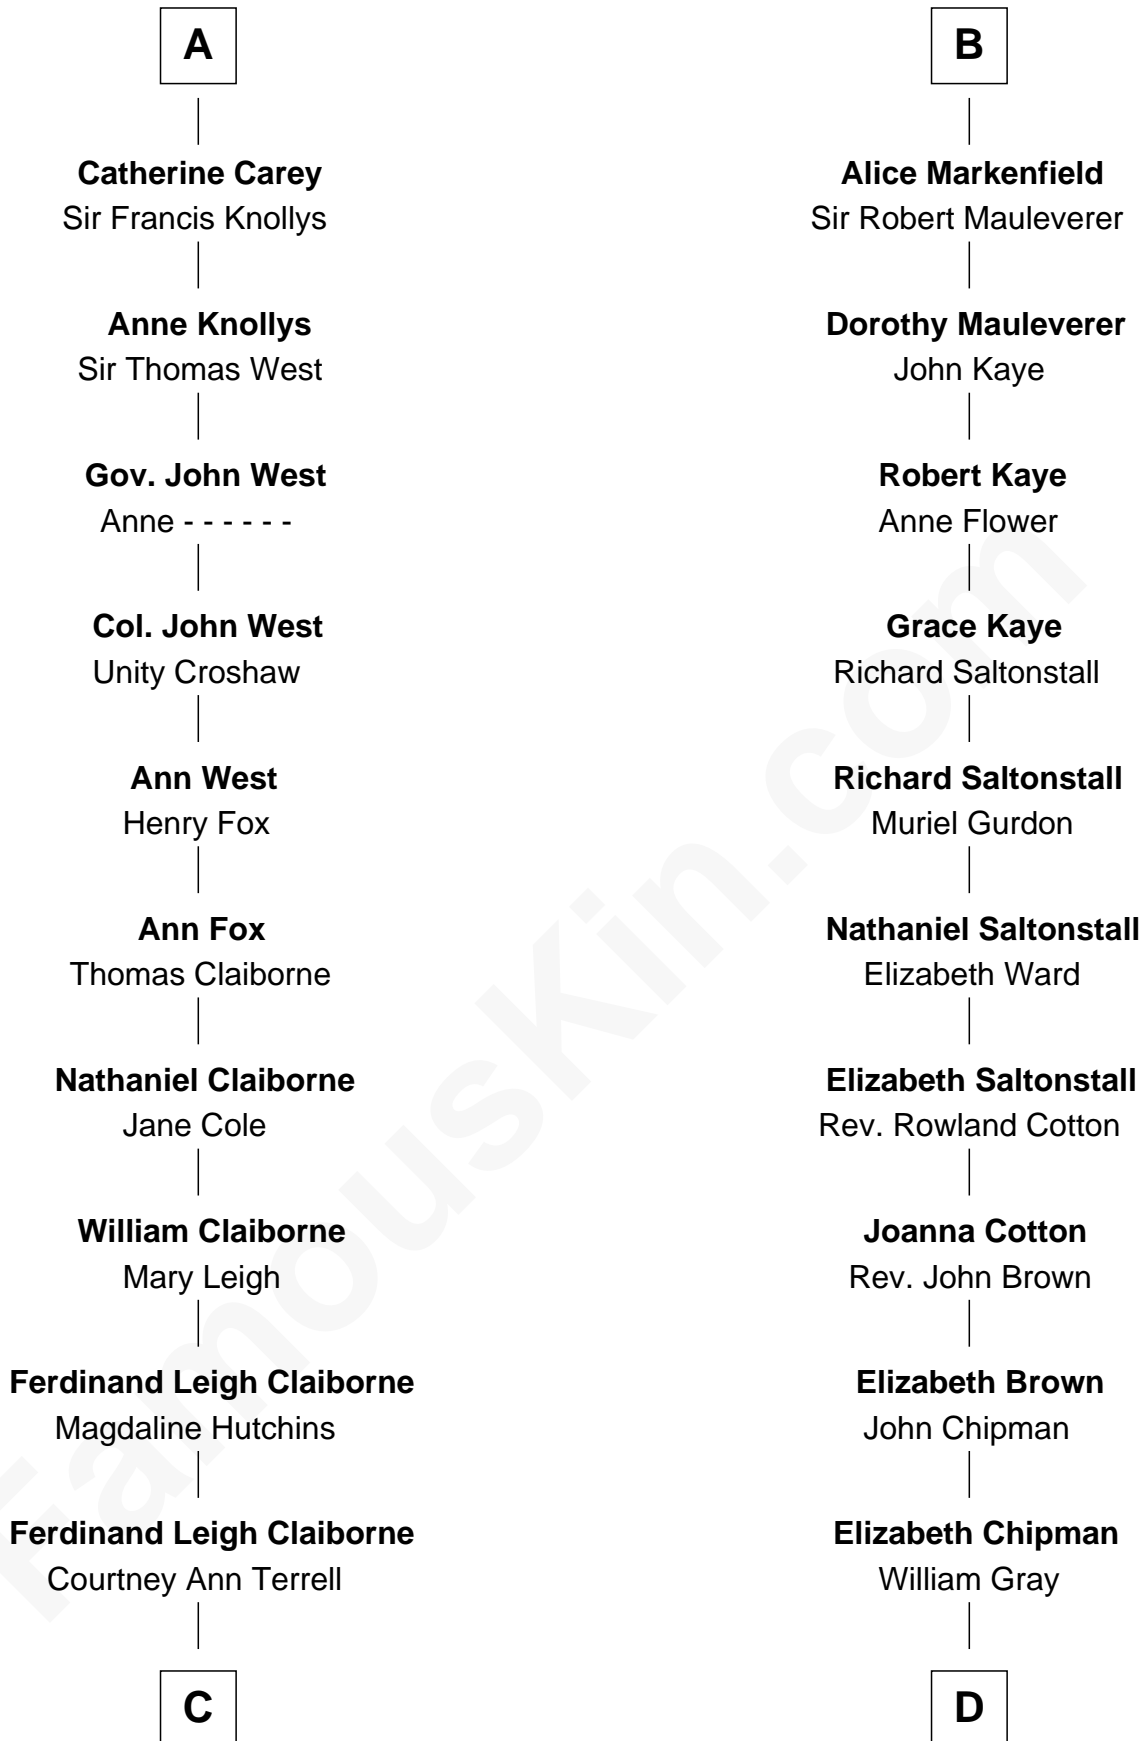 A
Catherine Carey
Sir Francis Knollys
Anne Knollys
Sir Thomas West
Gov. John West
Anne - - - - - -
Col. John West
Unity Croshaw
Ann West
Henry Fox
Ann Fox
Thomas Claiborne
Nathaniel Claiborne
Jane Cole
William Claiborne
Mary Leigh
Ferdinand Leigh Claiborne
Magdaline Hutchins
Ferdinand Leigh Claiborne
Courtney Ann Terrell
C
B
Alice Markenfield
Sir Robert Mauleverer
Dorothy Mauleverer
John Kaye
Robert Kaye
Anne Flower
Grace Kaye
Richard Saltonstall
Richard Saltonstall
Muriel Gurdon
Nathaniel Saltonstall
Elizabeth Ward
Elizabeth Saltonstall
Rev. Rowland Cotton
Joanna Cotton
Rev. John Brown
Elizabeth Brown
John Chipman
Elizabeth Chipman
William Gray
D
FamousKin.com